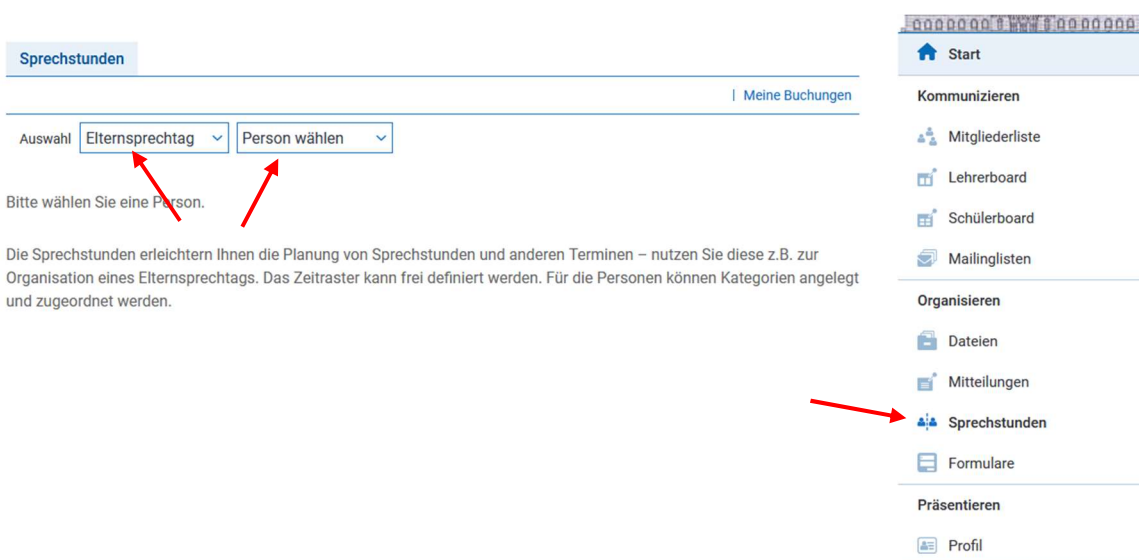 Sprechstunden
| Meine Buchungen
Auswahl Elternsprechtag Person wählen
Bitte wählen Sie eine Person.
Die Sprechstunden erleichtern Ihnen die Planung von Sprechstunden und anderen Terminen – nutzen Sie diese z.B. zur
Organisation eines Elternsprechtags. Das Zeitraster kann frei definiert werden. Für die Personen können Kategorien angelegt
und zugeordnet werden.
Start
Kommunizieren
Mitgliederliste
Lehrerboard
Schülerboard
Mailinglisten
Organisieren
Dateien
Mitteilungen
Sprechstunden
Formulare
Präsentieren
Profil